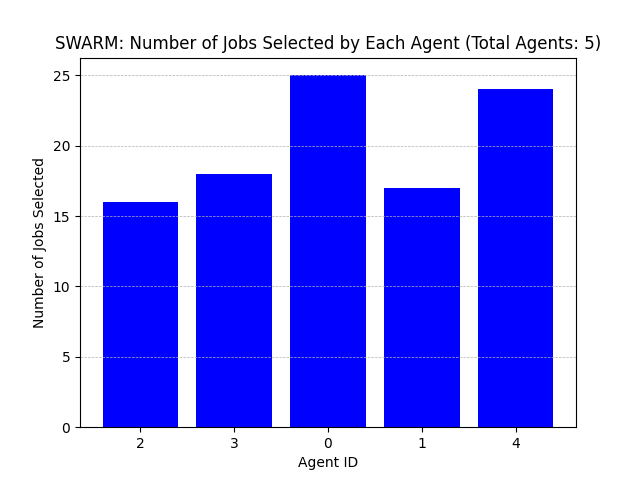 SWARM: Number of Jobs Selected by Each Agent (Total Agents: 5)
25
20
15
10
5
0
Number of Jobs Selected
2 3 0 1 4
Agent ID